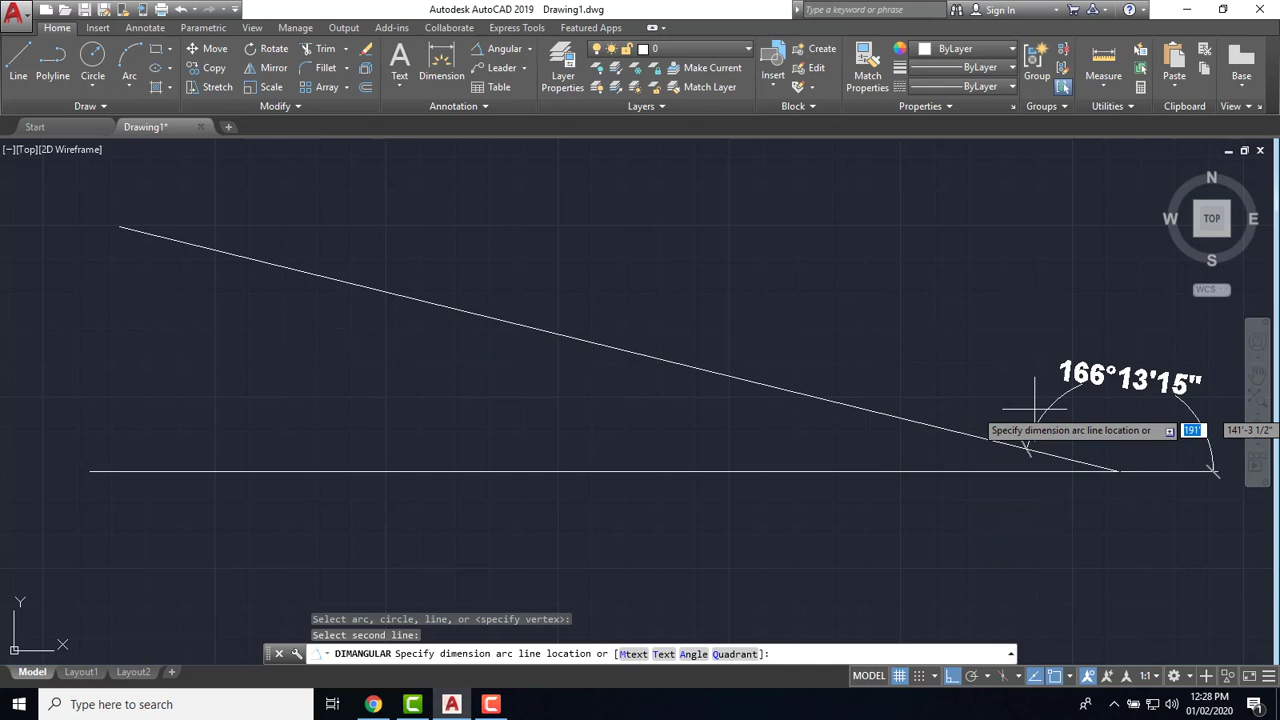 Autodesk AutoCAD 2019 Drawing1.dwg
Type a keyword or phrase
Sign In
Home Insert Annotate Parametric View Manage Output Add-ins Collaborate Express Tools Featured Apps
Line
Polyline
Circle
Arc
Move
Rotate
Trim
Copy
Mirror
Fillet
Stretch
Scale
Array
Text
Dimension
Angular
Leader
Table
Layer
Properties
0
Make Current
Match Layer
Insert
Create
Edit
Match
Properties
ByLayer
ByLayer
ByLayer
Group
Measure
Paste
Base
Draw Modify Annotation Layers Block Properties Groups Utilities Clipboard View
Start Drawing1*
[−][Top][2D Wireframe]
N
W TOP E
S
WCS
166°13'15"
Specify dimension arc line location or 191' 141'-3 1/2"
Y
X
Select arc, circle, line, or <specify vertex>:
Select second line:
DIMANGULAR Specify dimension arc line location or [Mtext Text Angle Quadrant]:
Model Layout1 Layout2
MODEL 1:1
Type here to search
12:28 PM
01/02/2020